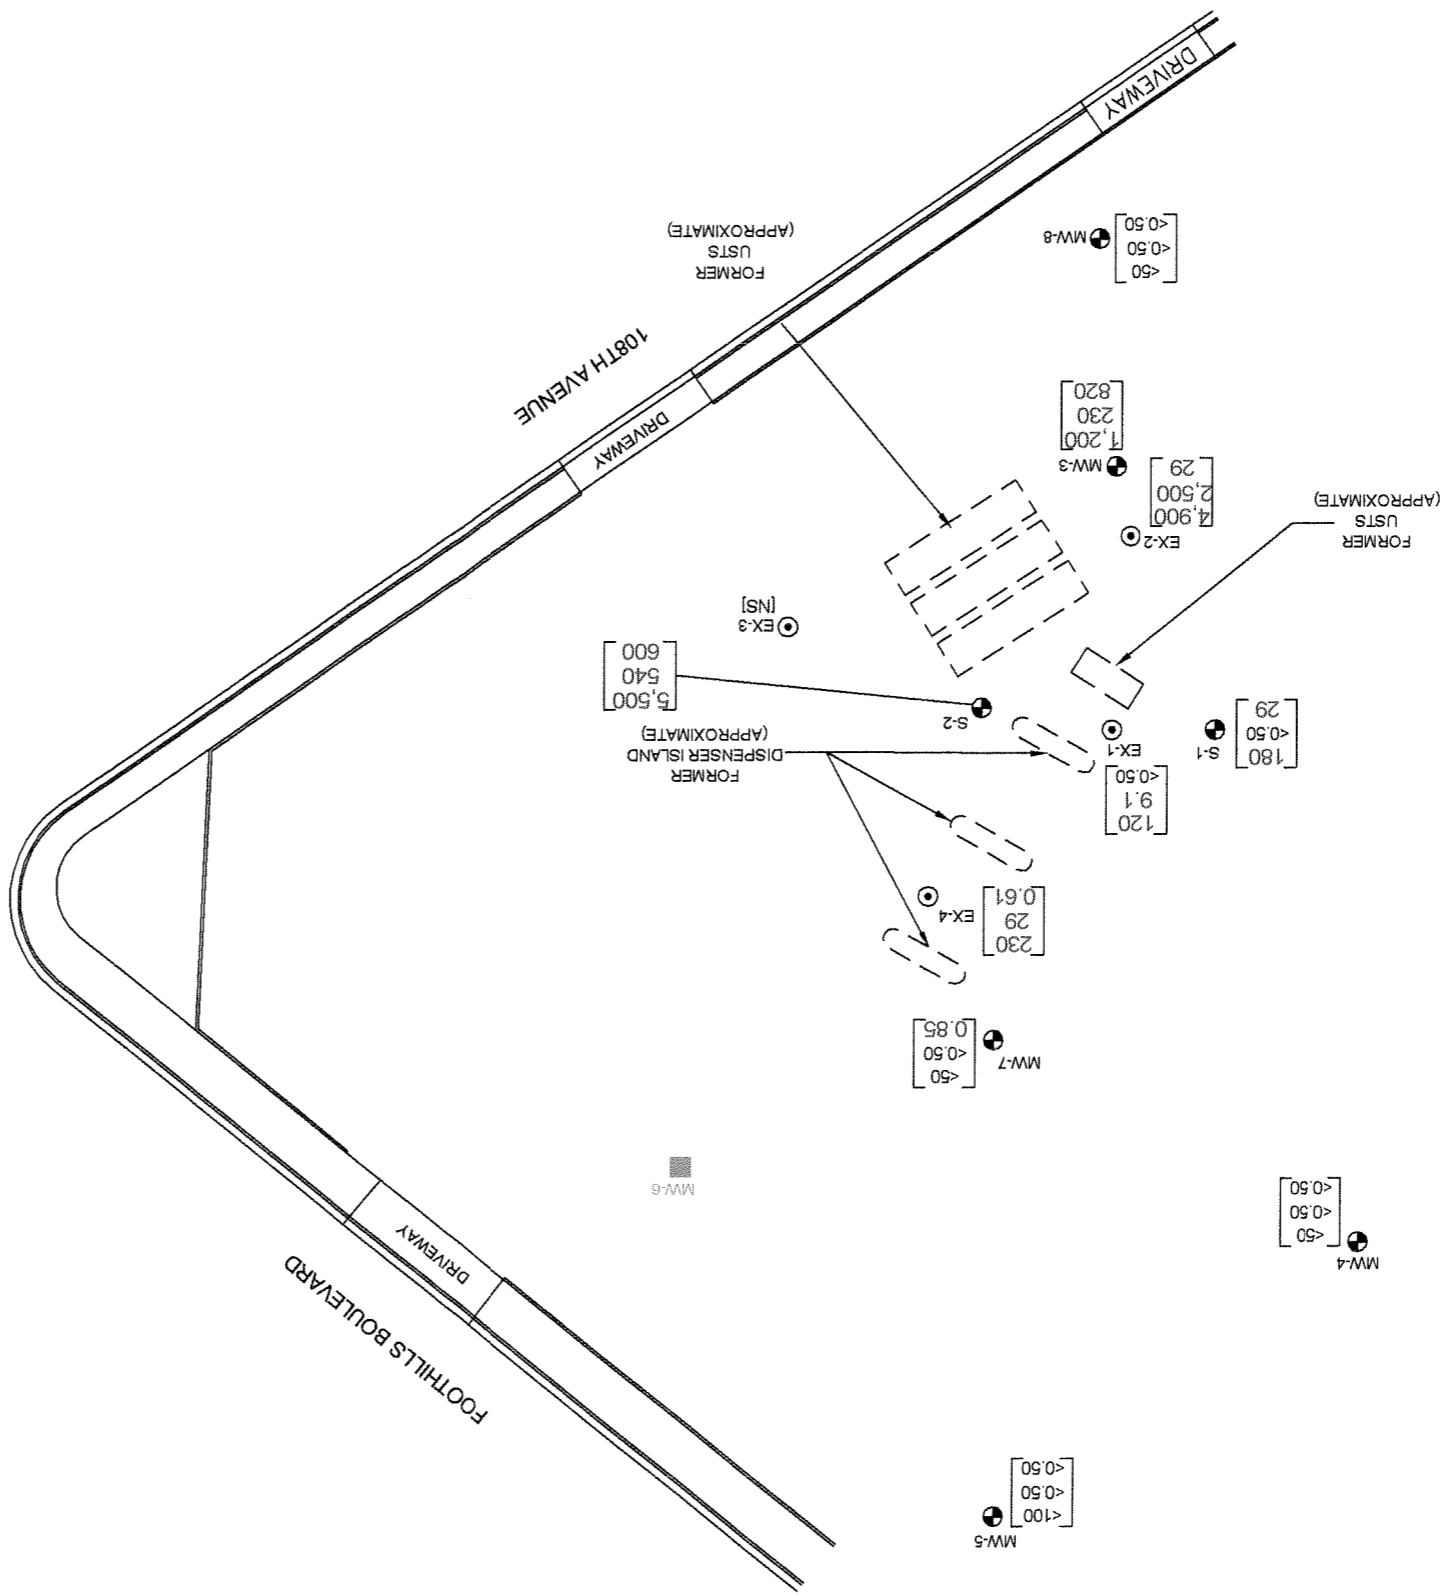 MW-5
<100
<0.50
<0.50
FOOTHILLS BOULEVARD
DRIVEWAY
MW-4
<50
<0.50
<0.50
MW-6
MW-7
<50
<0.50
0.85
EX-4
230
29
0.61
EX-1
120
9.1
<0.50
S-1
180
<0.50
29
FORMER
DISPENSER ISLAND
(APPROXIMATE)
S-2
5,500
540
600
EX-3
[NS]
FORMER
USTS
(APPROXIMATE)
EX-2
4,900
2,500
29
MW-3
1,200
230
820
DRIVEWAY
108TH AVENUE
FORMER
USTS
(APPROXIMATE)
MW-8
<50
<0.50
<0.50
DRIVEWAY